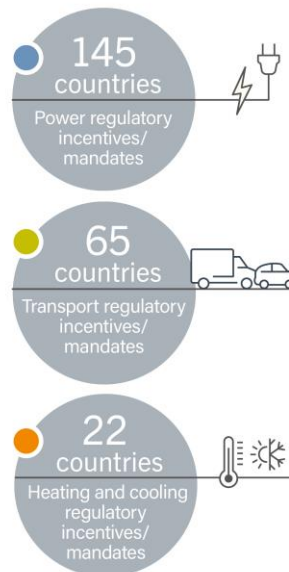 145
countries
Power regulatory
incentives/
mandates
65
countries
Transport regulatory
incentives/
mandates
22
countries
Heating and cooling
regulatory
incentives/
mandates